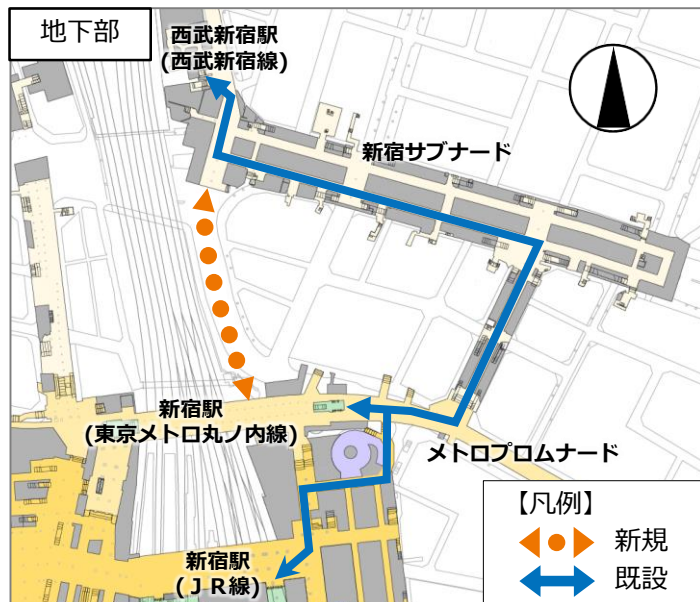 地下部
西武新宿駅
(西武新宿線)
新宿サブナード
新宿駅
(東京メトロ丸ノ内線)
メトロプロムナード
新宿駅
(ＪＲ線)
【凡例】
新規
既設